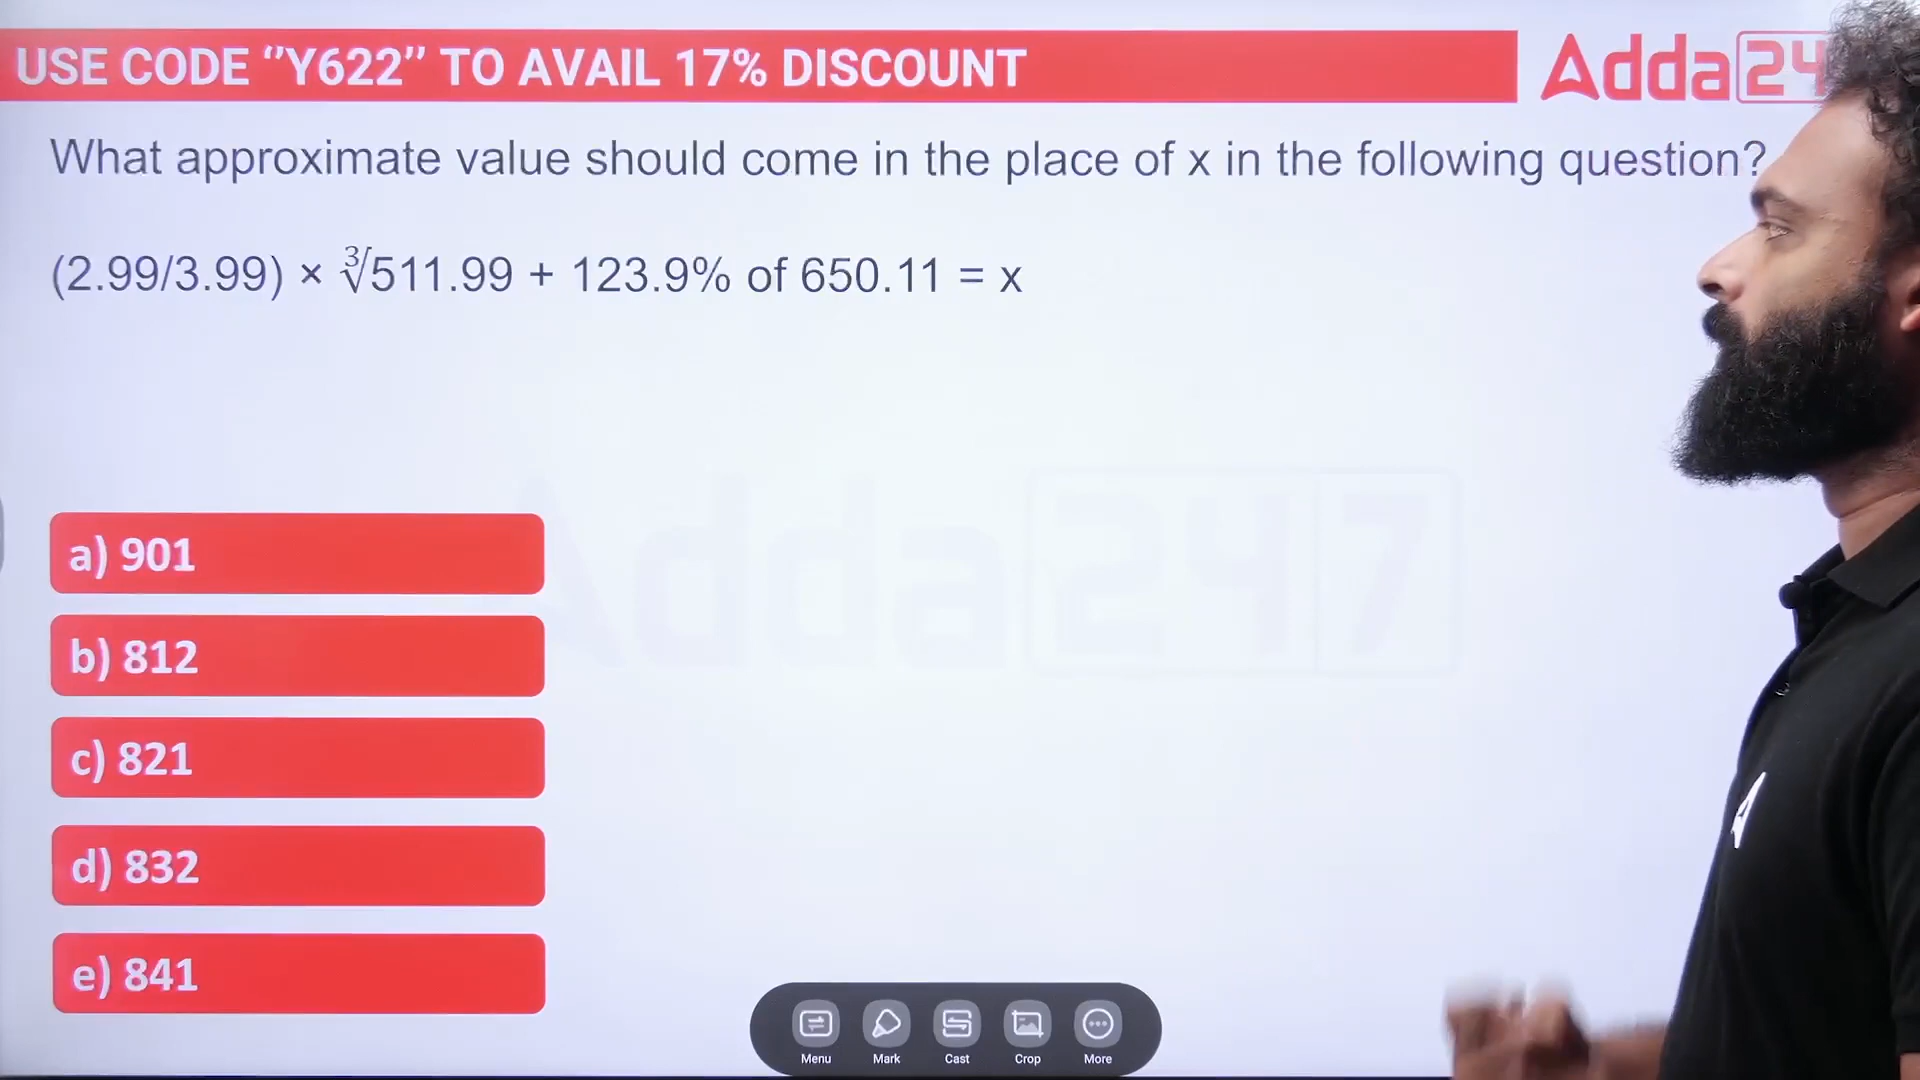 USE CODE “Y622” TO AVAIL 17% DISCOUNT
Adda24
What approximate value should come in the place of x in the following question?
(2.99/3.99) × ∛511.99 + 123.9% of 650.11 = x
Adda247
a) 901
b) 812
c) 821
d) 832
e) 841
Menu Mark Cast Crop More